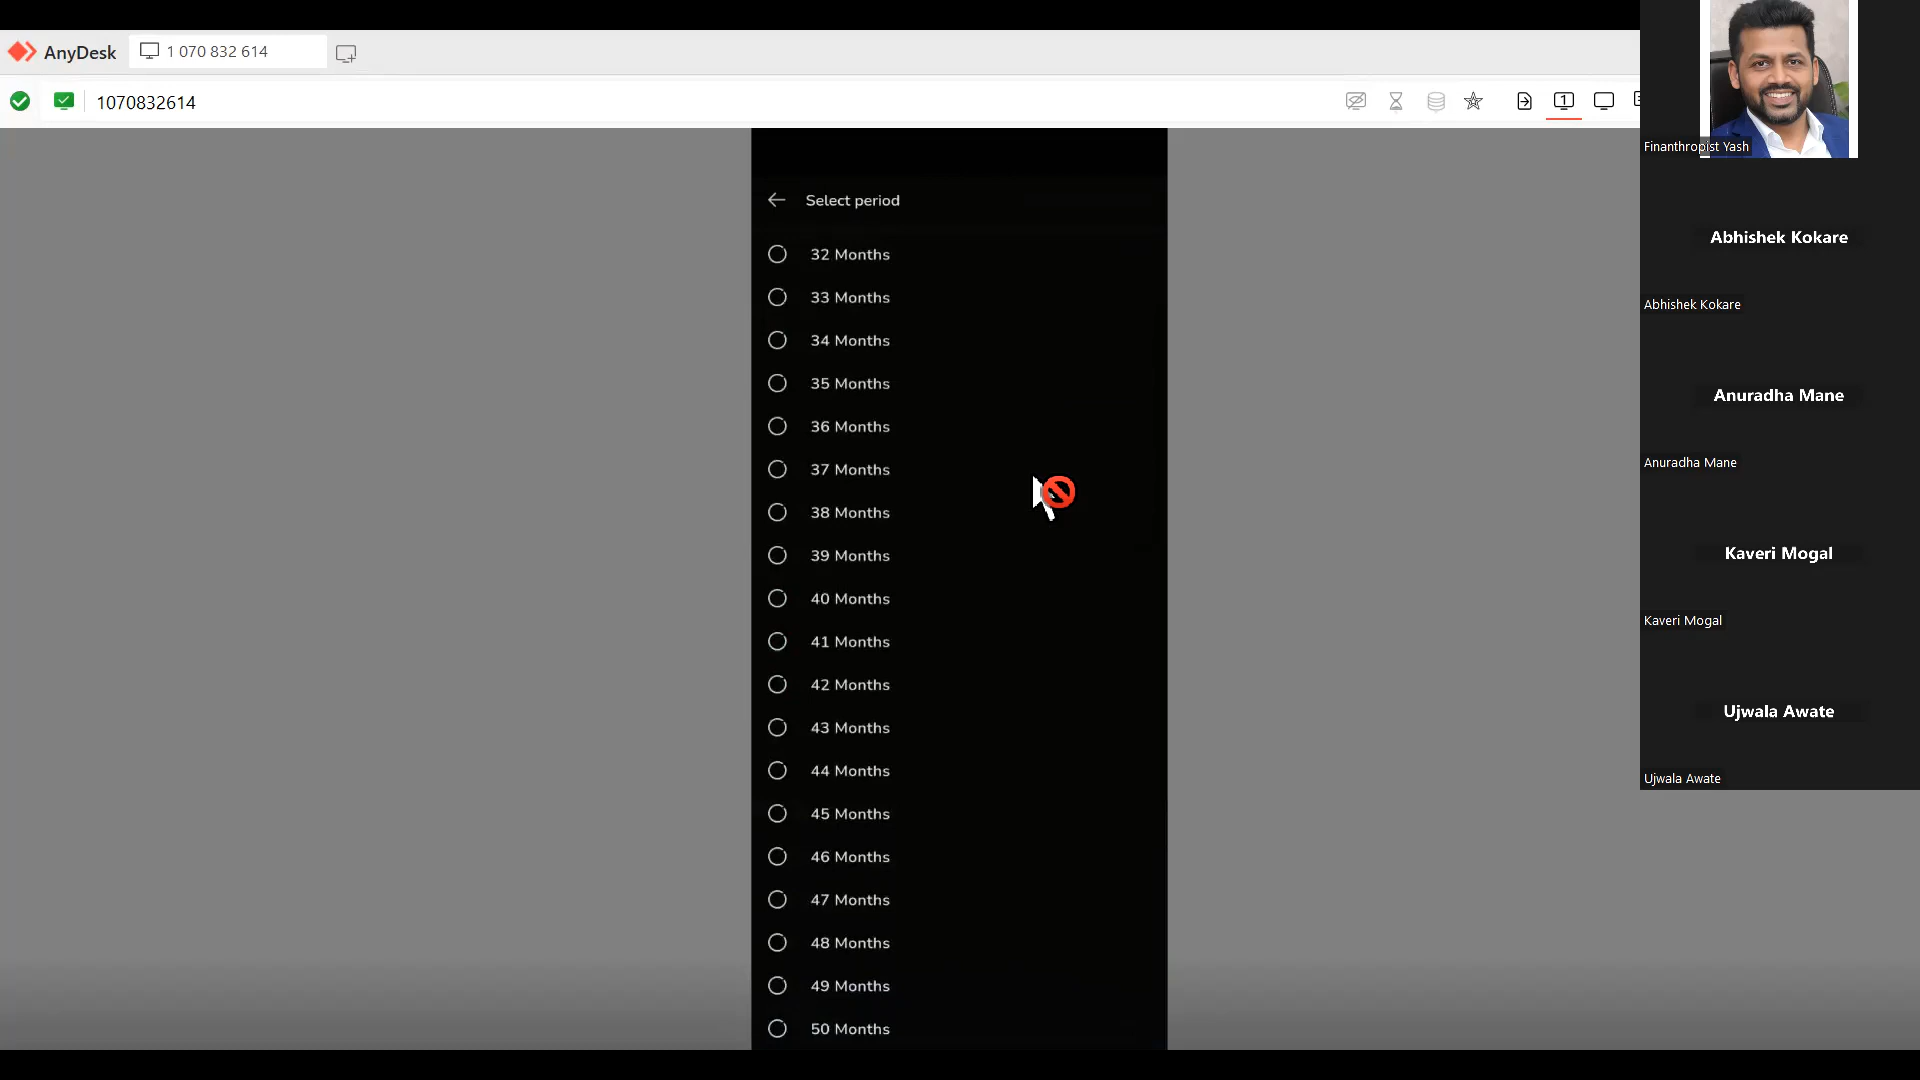 AnyDesk
1 070 832 614
1070832614
1
Select period
32 Months
33 Months
34 Months
35 Months
36 Months
37 Months
38 Months
39 Months
40 Months
41 Months
42 Months
43 Months
44 Months
45 Months
46 Months
47 Months
48 Months
49 Months
50 Months
Finanthropist Yash
Abhishek Kokare
Abhishek Kokare
Anuradha Mane
Anuradha Mane
Kaveri Mogal
Kaveri Mogal
Ujwala Awate
Ujwala Awate